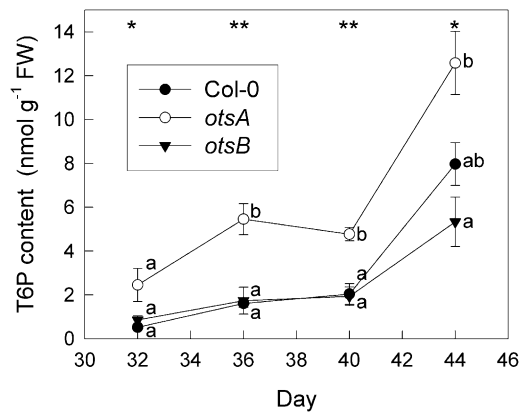 * ** ** *
14
12
10
8
6
4
2
0
T6P content (nmol g⁻¹ FW)
Col-0
otsA
otsB
b
ab
a
b
b
a
a
a
a
a
a
a
30 32 34 36 38 40 42 44 46
Day